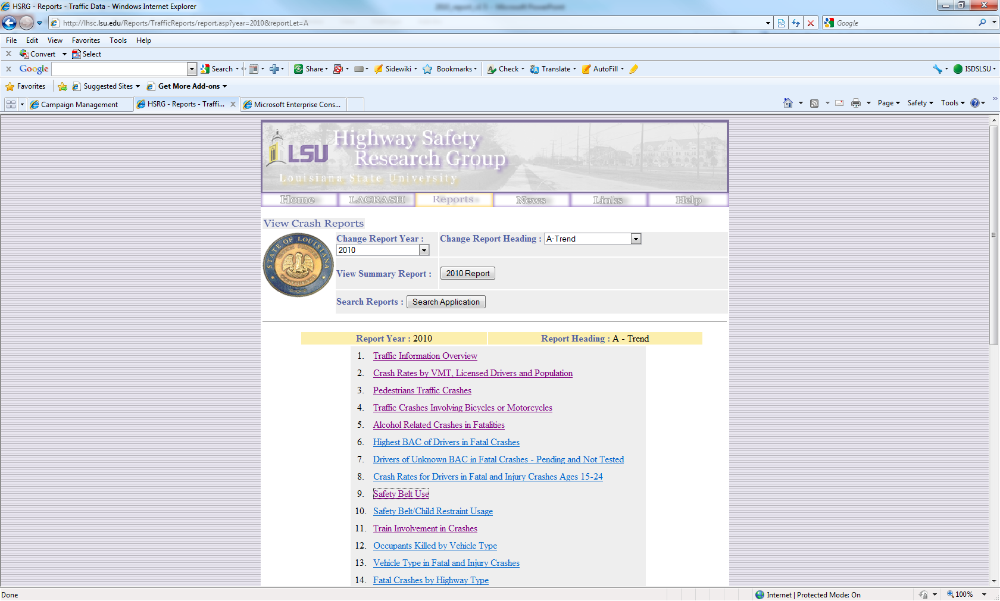 HSRG - Reports - Traffic Data - Windows Internet Explorer
http://lhsc.lsu.edu/Reports/TrafficReports/report.asp?year=2010&reportLet=A
Google
File Edit View Favorites Tools Help
x Convert Select
x Google Search Share Sidewiki Bookmarks Check Translate AutoFill ISDSLSU
Favorites Suggested Sites Get More Add-ons
Campaign Management HSRG - Reports - Traffi... x Microsoft Enterprise Cons... Page Safety Tools
LSU Highway Safety
Research Group
Louisiana State University
Home LACRASH Reports News Links Help
View Crash Reports
STATE OF LOUISIANA
Change Report Year : Change Report Heading : A-Trend
2010
View Summary Report : 2010 Report
Search Reports : Search Application
Report Year : 2010 Report Heading : A - Trend
1. Traffic Information Overview
2. Crash Rates by VMT, Licensed Drivers and Population
3. Pedestrians Traffic Crashes
4. Traffic Crashes Involving Bicycles or Motorcycles
5. Alcohol Related Crashes in Fatalities
6. Highest BAC of Drivers in Fatal Crashes
7. Drivers of Unknown BAC in Fatal Crashes - Pending and Not Tested
8. Crash Rates for Drivers in Fatal and Injury Crashes Ages 15-24
9. Safety Belt Use
10. Safety Belt/Child Restraint Usage
11. Train Involvement in Crashes
12. Occupants Killed by Vehicle Type
13. Vehicle Type in Fatal and Injury Crashes
14. Fatal Crashes by Highway Type
Done Internet | Protected Mode: On 100%